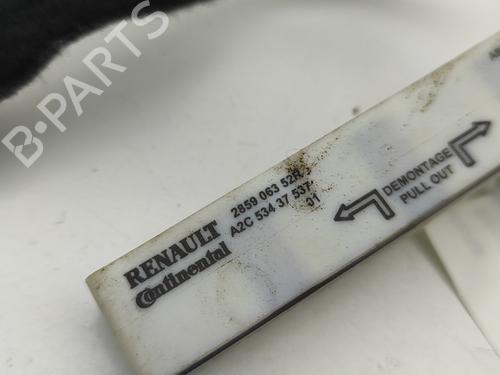 B-PARTS
RENAULT
Continental
2859 063 52R
A2C 534 37 537
01
DEMONTAGE
PULL OUT